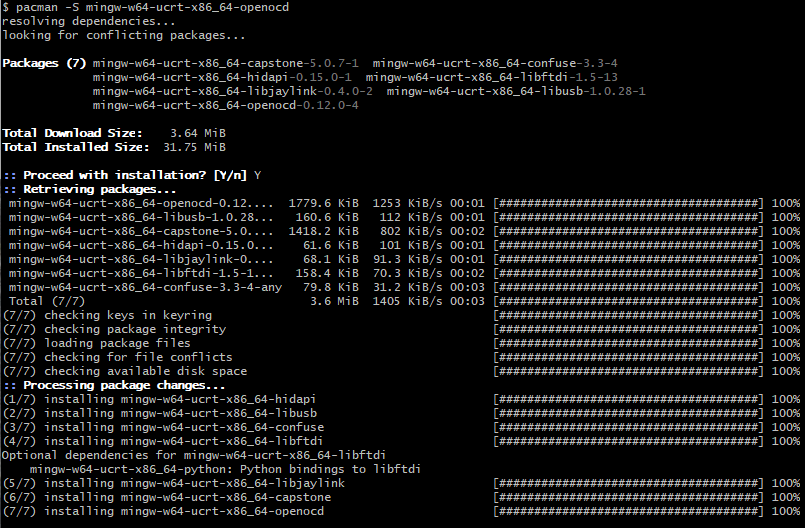 $ pacman -S mingw-w64-ucrt-x86_64-openocd
resolving dependencies...
looking for conflicting packages...
Packages (7) mingw-w64-ucrt-x86_64-capstone-5.0.7-1  mingw-w64-ucrt-x86_64-confuse-3.3-4
mingw-w64-ucrt-x86_64-hidapi-0.15.0-1  mingw-w64-ucrt-x86_64-libftdi-1.5-13
mingw-w64-ucrt-x86_64-libjaylink-0.4.0-2  mingw-w64-ucrt-x86_64-libusb-1.0.28-1
mingw-w64-ucrt-x86_64-openocd-0.12.0-4
Total Download Size:    3.64 MiB
Total Installed Size:  31.75 MiB
:: Proceed with installation? [Y/n] Y
:: Retrieving packages...
mingw-w64-ucrt-x86_64-openocd-0.12....  1779.6 KiB  1253 KiB/s 00:01 [#####################################] 100%
mingw-w64-ucrt-x86_64-libusb-1.0.28...   160.6 KiB   112 KiB/s 00:01 [#####################################] 100%
mingw-w64-ucrt-x86_64-capstone-5.0....  1418.2 KiB   802 KiB/s 00:02 [#####################################] 100%
mingw-w64-ucrt-x86_64-hidapi-0.15.0...    61.6 KiB   101 KiB/s 00:01 [#####################################] 100%
mingw-w64-ucrt-x86_64-libjaylink-0....    68.1 KiB  91.3 KiB/s 00:01 [#####################################] 100%
mingw-w64-ucrt-x86_64-libftdi-1.5-1...   158.4 KiB  70.3 KiB/s 00:02 [#####################################] 100%
mingw-w64-ucrt-x86_64-confuse-3.3-4-any   79.8 KiB  31.2 KiB/s 00:03 [#####################################] 100%
Total (7/7)                                3.6 MiB  1405 KiB/s 00:03 [#####################################] 100%
(7/7) checking keys in keyring                                        [#####################################] 100%
(7/7) checking package integrity                                      [#####################################] 100%
(7/7) loading package files                                           [#####################################] 100%
(7/7) checking for file conflicts                                     [#####################################] 100%
(7/7) checking available disk space                                   [#####################################] 100%
:: Processing package changes...
(1/7) installing mingw-w64-ucrt-x86_64-hidapi                         [#####################################] 100%
(2/7) installing mingw-w64-ucrt-x86_64-libusb                         [#####################################] 100%
(3/7) installing mingw-w64-ucrt-x86_64-confuse                        [#####################################] 100%
(4/7) installing mingw-w64-ucrt-x86_64-libftdi                        [#####################################] 100%
Optional dependencies for mingw-w64-ucrt-x86_64-libftdi
mingw-w64-ucrt-x86_64-python: Python bindings to libftdi
(5/7) installing mingw-w64-ucrt-x86_64-libjaylink                     [#####################################] 100%
(6/7) installing mingw-w64-ucrt-x86_64-capstone                       [#####################################] 100%
(7/7) installing mingw-w64-ucrt-x86_64-openocd                        [#####################################] 100%